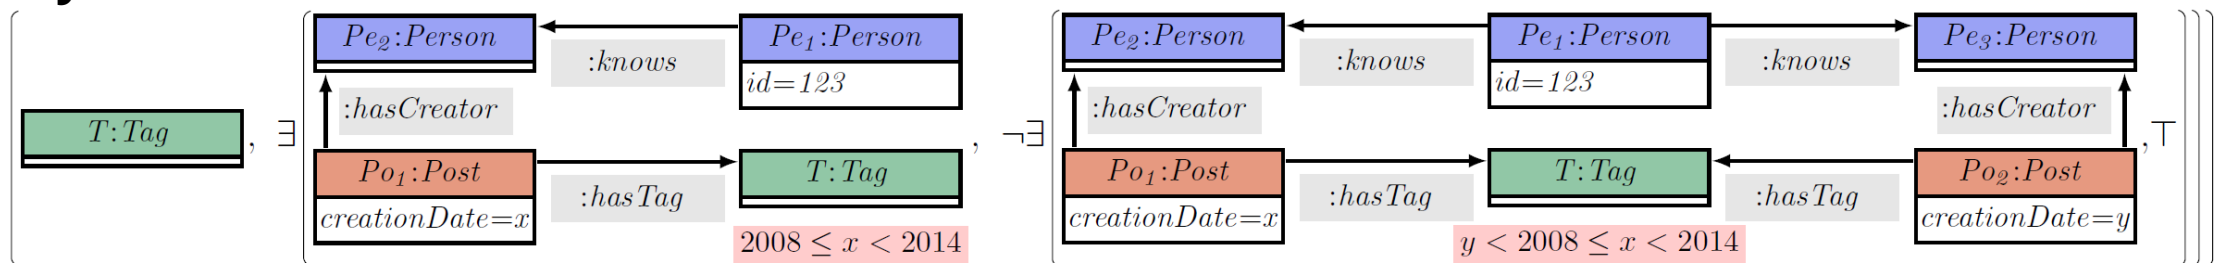 Pe₂:Person :knows Pe₁:Person Pe₂:Person :knows Pe₁:Person :knows Pe₃:Person
id=123 id=123
:hasCreator :hasCreator :hasCreator
( T:Tag , ∃ ( , ¬∃ ( , ⊤ ) ) )
Po₁:Post :hasTag T:Tag Po₁:Post :hasTag T:Tag :hasTag Po₂:Post
creationDate=x creationDate=x creationDate=y
2008 ≤ x < 2014 y < 2008 ≤ x < 2014